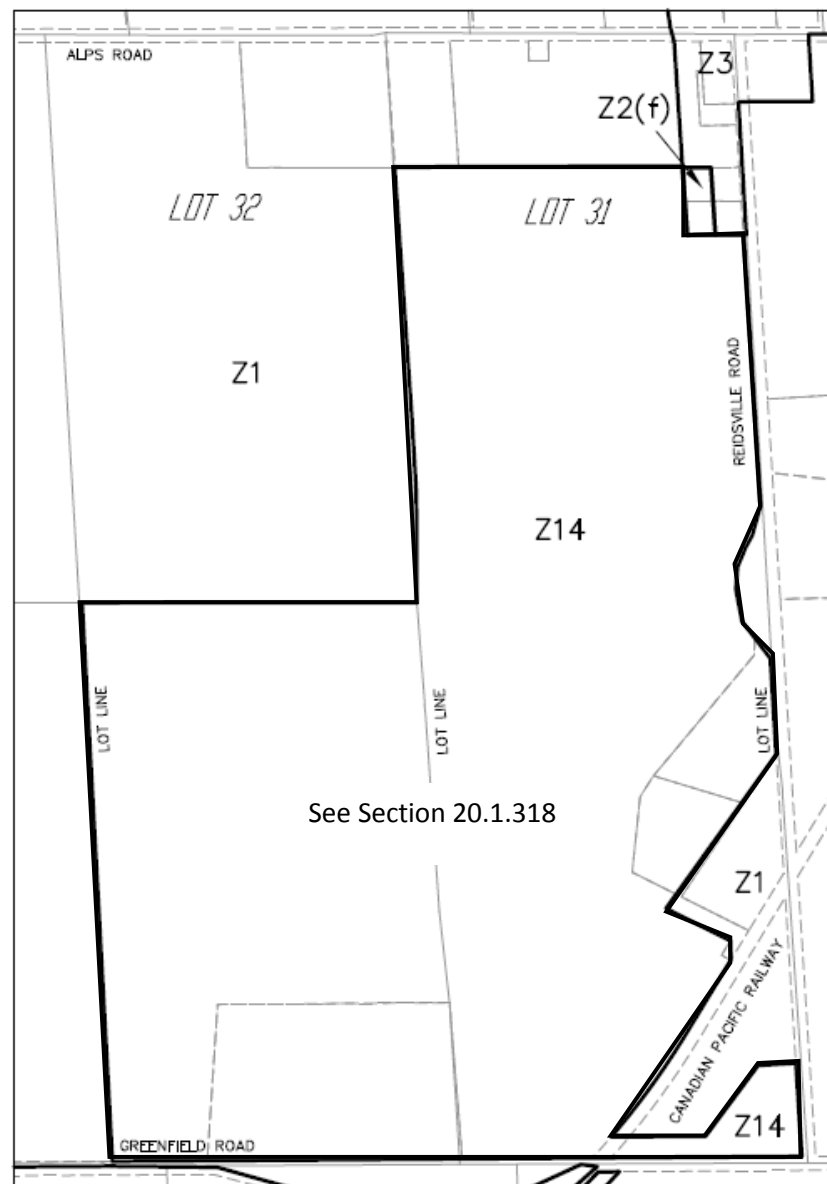 ALPS ROAD
Z3
Z2(f)
LOT 32
LOT 31
Z1
REIDSVILLE ROAD
Z14
LOT LINE
LOT LINE
LOT LINE
See Section 20.1.318
Z1
CANADIAN PACIFIC RAILWAY
Z14
GREENFIELD ROAD